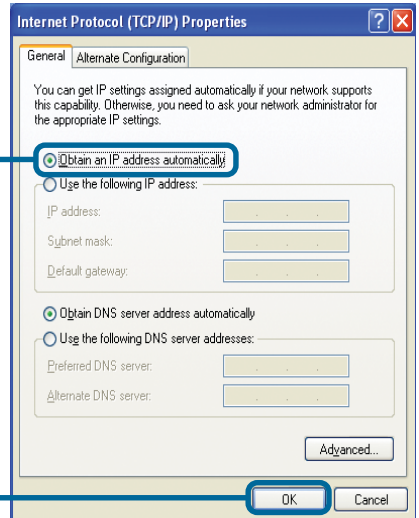 Internet Protocol (TCP/IP) Properties
General Alternate Configuration
You can get IP settings assigned automatically if your network supports
this capability. Otherwise, you need to ask your network administrator for
the appropriate IP settings.
Obtain an IP address automatically
Use the following IP address:
IP address:
Subnet mask:
Default gateway:
Obtain DNS server address automatically
Use the following DNS server addresses:
Preferred DNS server:
Alternate DNS server:
Advanced...
OK Cancel